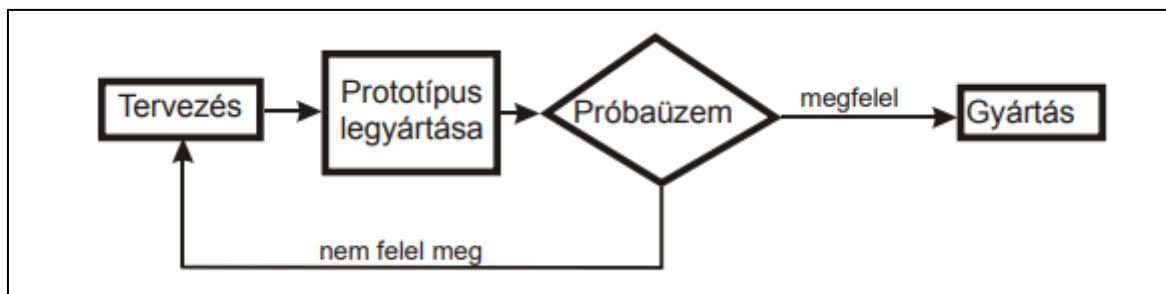 Tervezés
Prototípus
legyártása
Próbaüzem
megfelel
Gyártás
nem felel meg